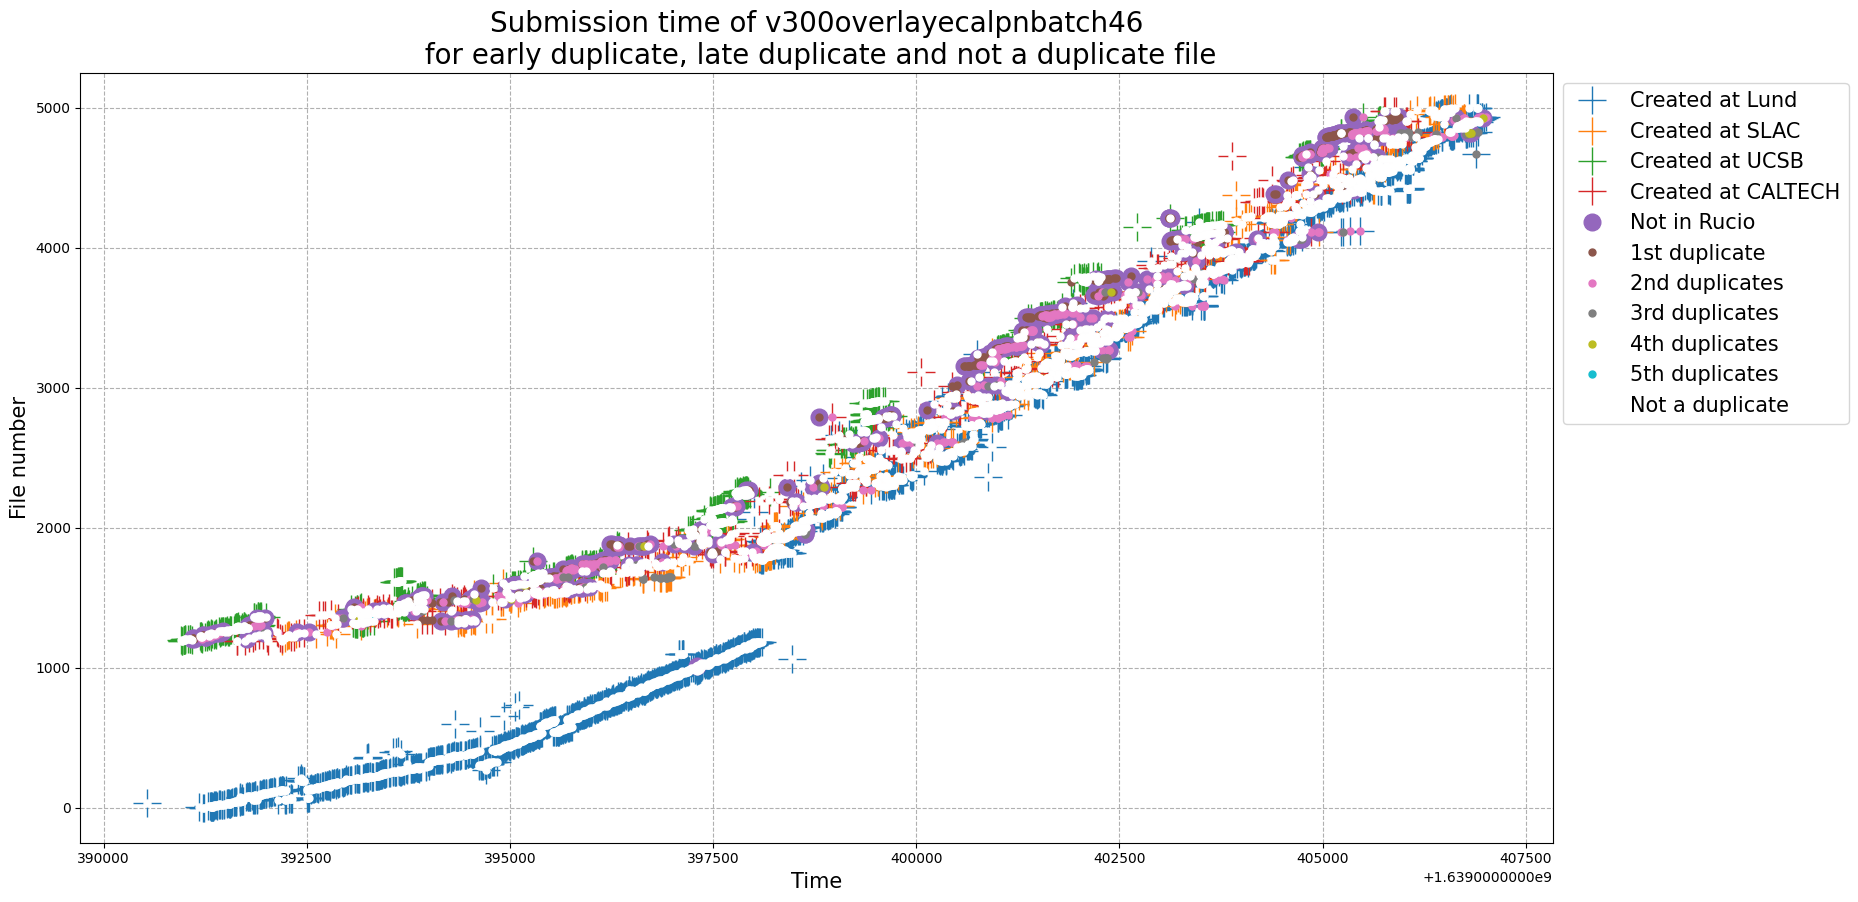 Submission time of v300overlayecalpnbatch46
for early duplicate, late duplicate and not a duplicate file
File number
5000
4000
3000
2000
1000
0
390000
392500
395000
397500
400000
402500
405000
407500
+1.6390000000e9
Time
Created at Lund
Created at SLAC
Created at UCSB
Created at CALTECH
Not in Rucio
1st duplicate
2nd duplicates
3rd duplicates
4th duplicates
5th duplicates
Not a duplicate